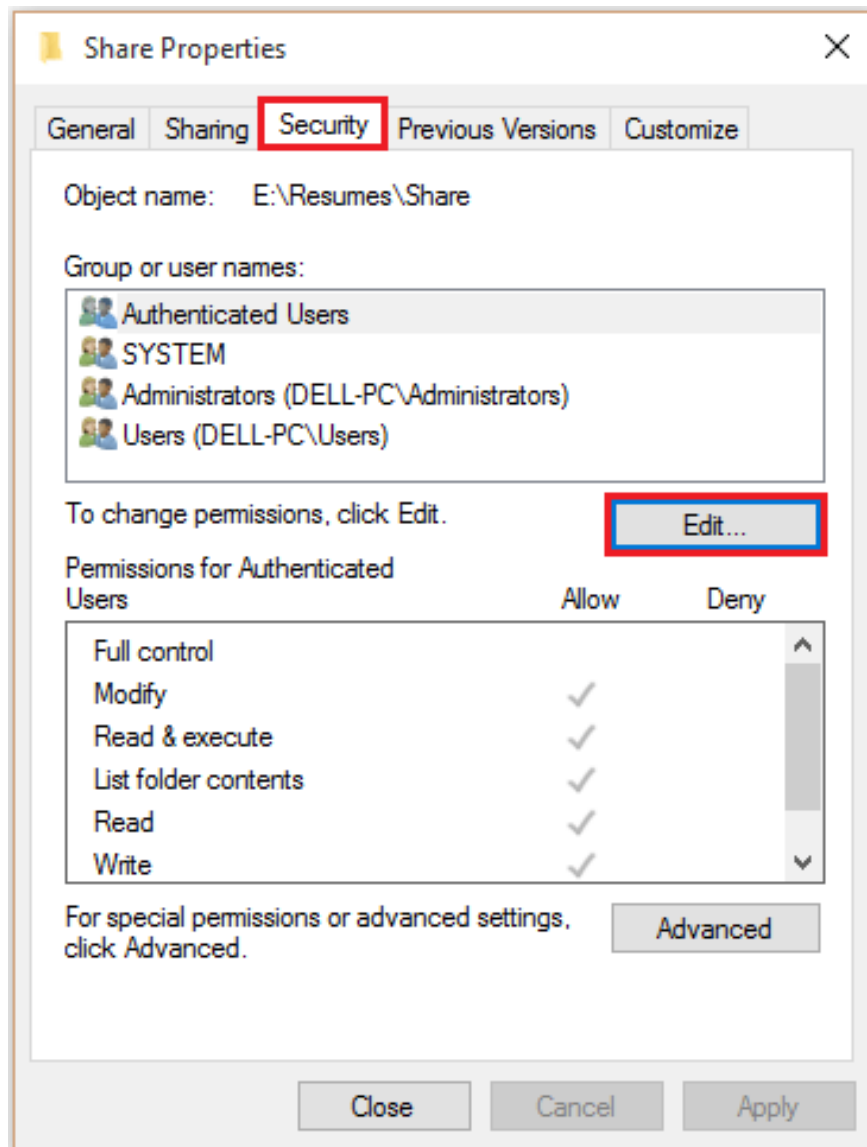 Share Properties
General Sharing Security Previous Versions Customize
Object name: E:\Resumes\Share
Group or user names:
Authenticated Users
SYSTEM
Administrators (DELL-PC\Administrators)
Users (DELL-PC\Users)
To change permissions, click Edit.
Edit...
Permissions for Authenticated
Users Allow Deny
Full control
Modify
Read & execute
List folder contents
Read
Write
For special permissions or advanced settings,
click Advanced.
Advanced
Close Cancel Apply